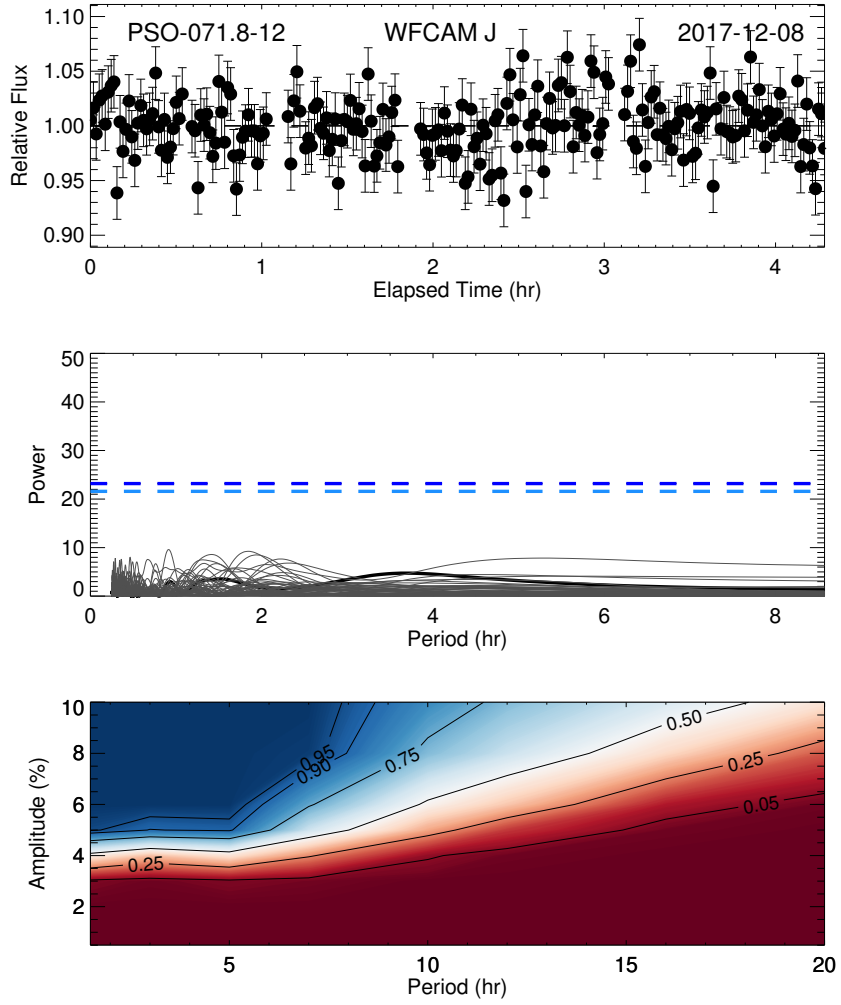 PSO-071.8-12 WFCAM J 2017-12-08
1.10
1.05
1.00
0.95
0.90
Relative Flux
0 1 2 3 4
Elapsed Time (hr)
50
40
30
20
10
0
Power
0 2 4 6 8
Period (hr)
10
8
6
4
2
Amplitude (%)
0.95
0.90
0.75
0.50
0.25
0.25
0.05
5 10 15 20
Period (hr)